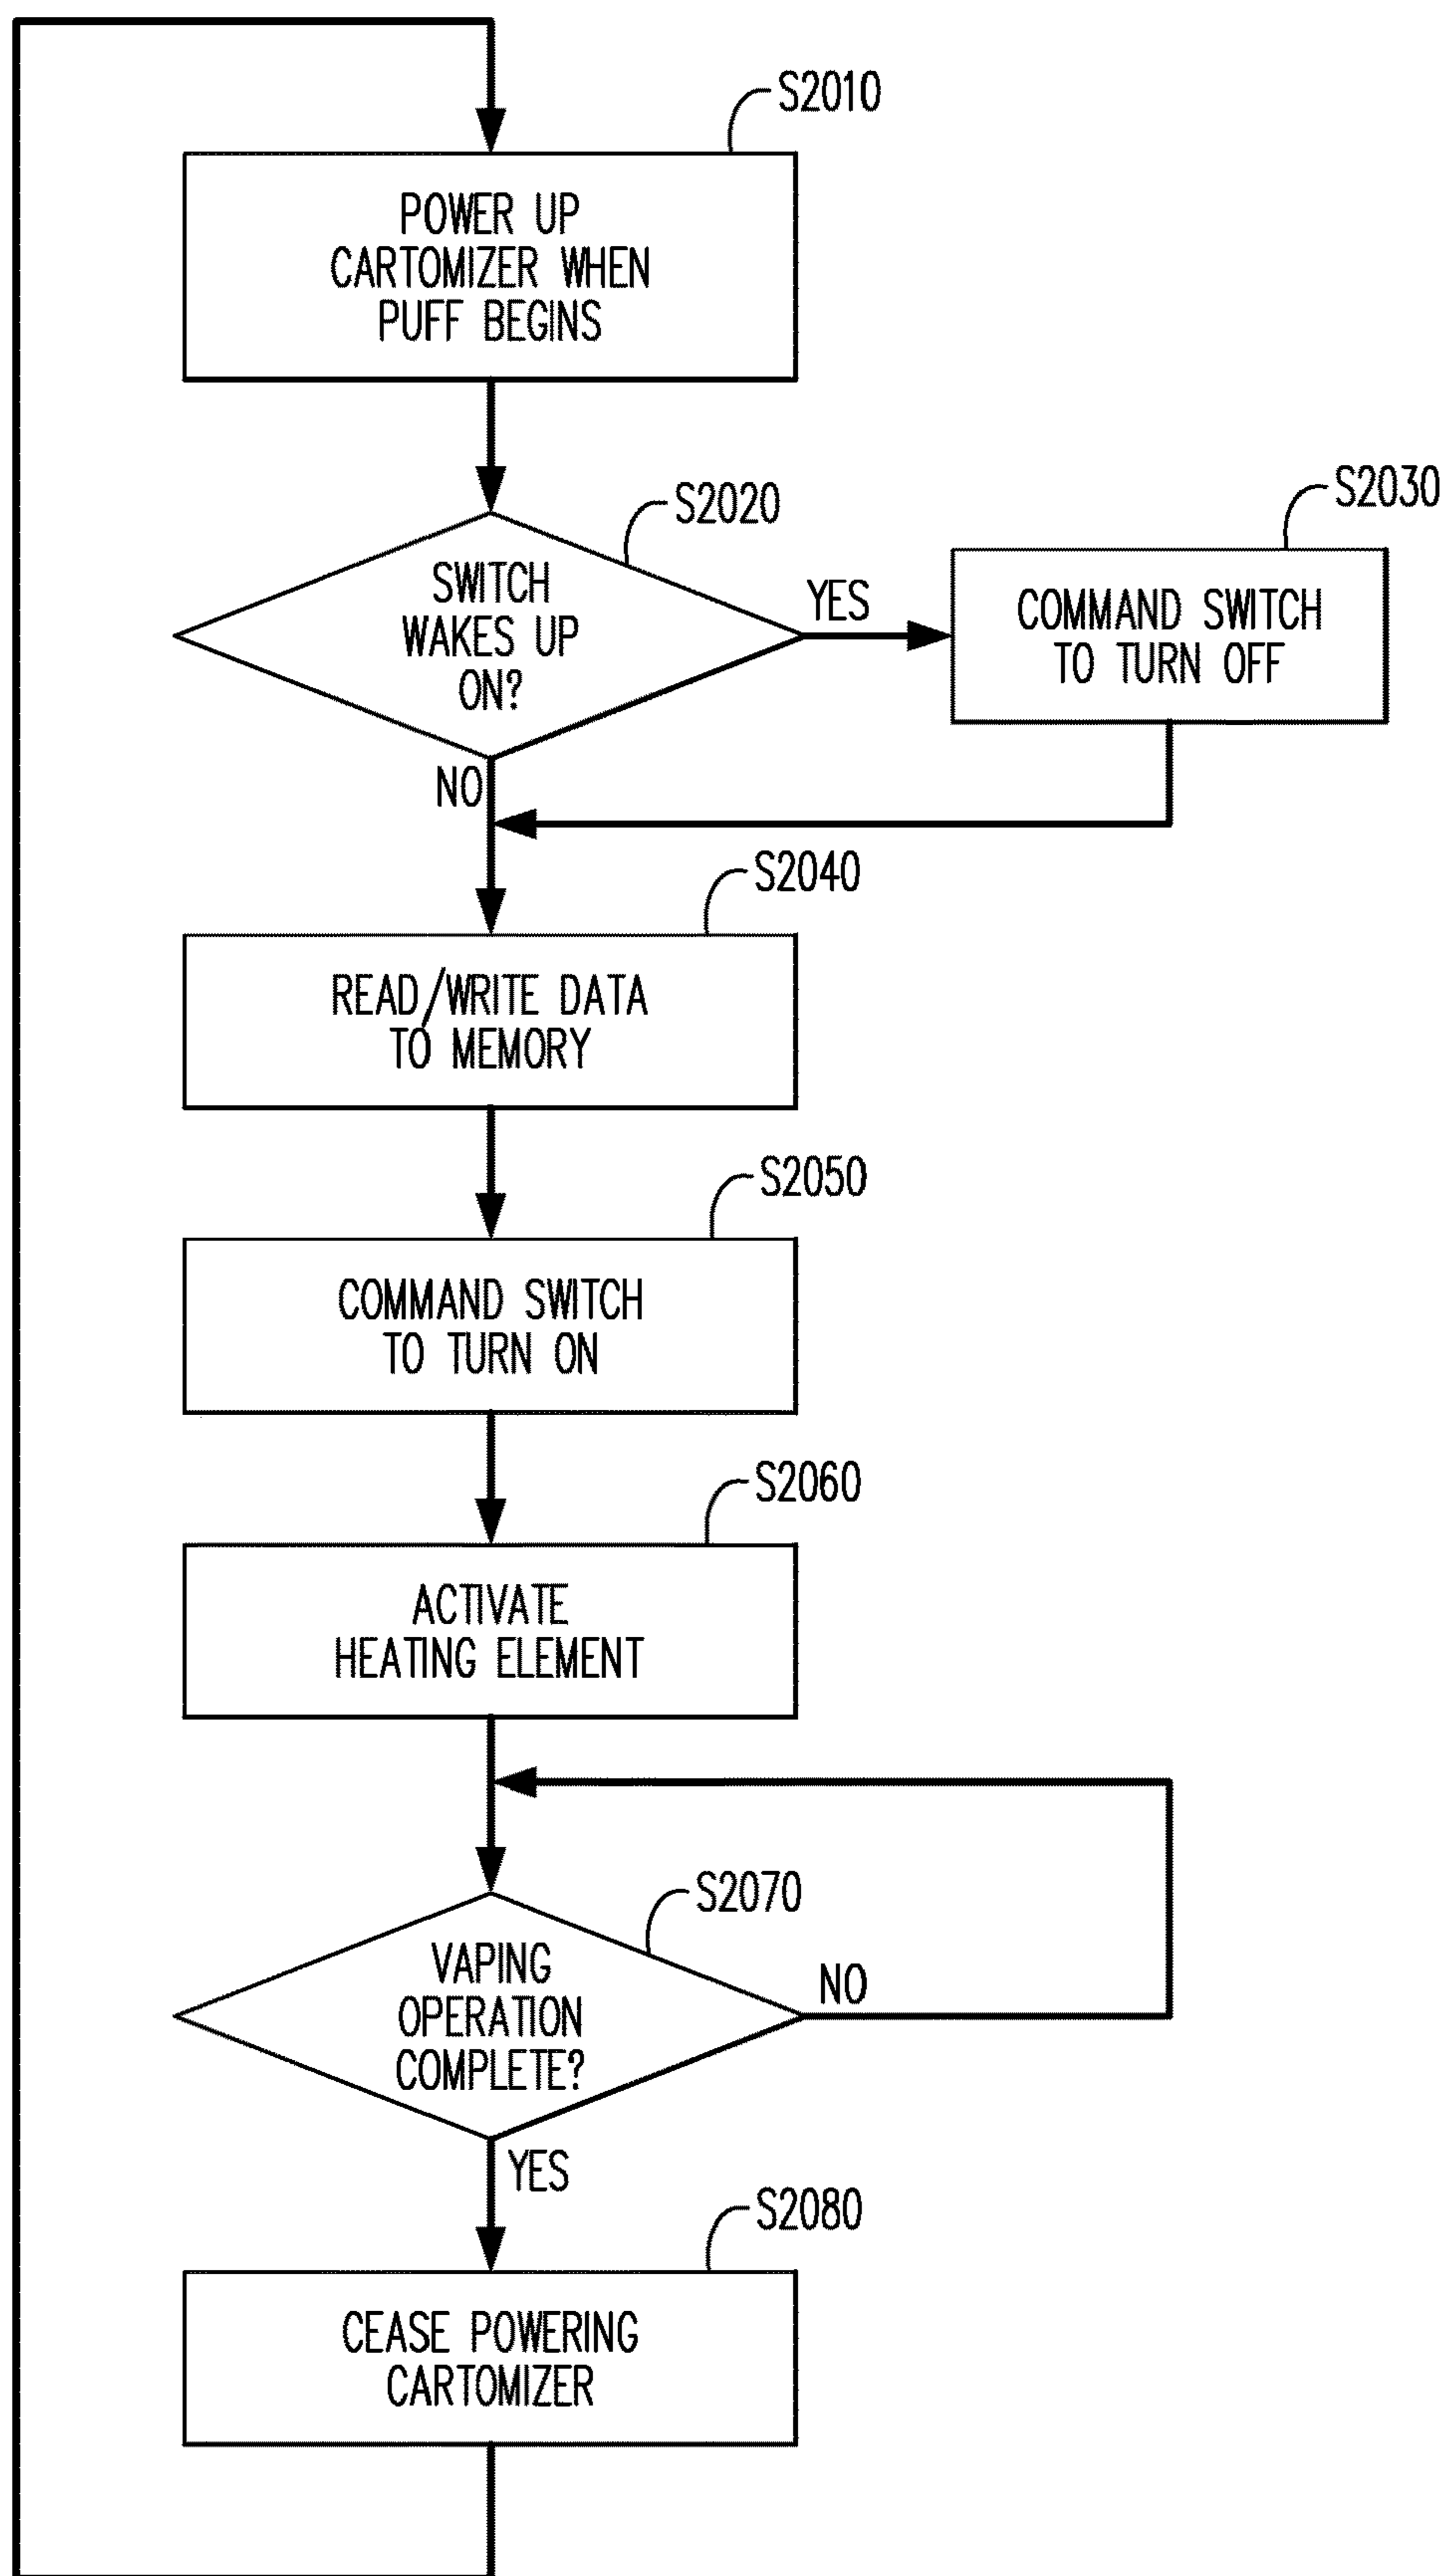 S2010
POWER UP
CARTOMIZER WHEN
PUFF BEGINS
S2020
SWITCH
WAKES UP
ON?
YES
S2030
COMMAND SWITCH
TO TURN OFF
NO
S2040
READ/WRITE DATA
TO MEMORY
S2050
COMMAND SWITCH
TO TURN ON
S2060
ACTIVATE
HEATING ELEMENT
S2070
VAPING
OPERATION
COMPLETE?
NO
YES
S2080
CEASE POWERING
CARTOMIZER